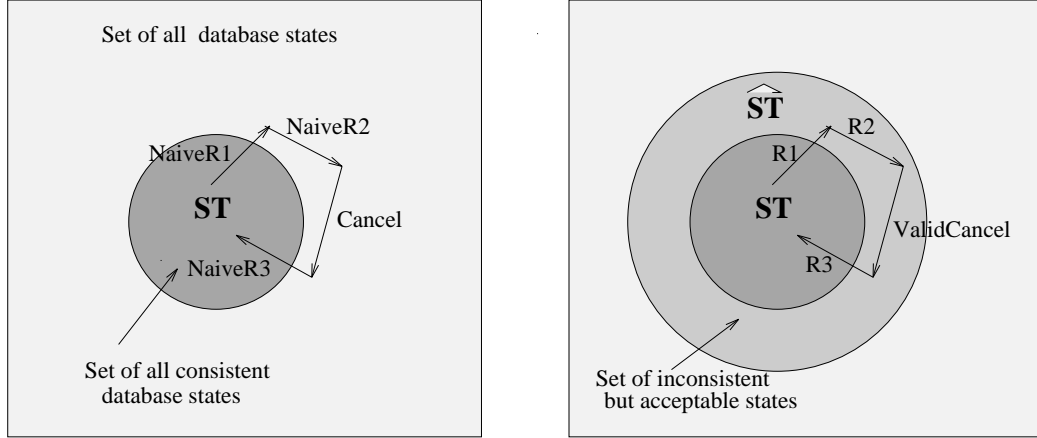 Set of all database states
NaiveR2
NaiveR1
ST
Cancel
NaiveR3
Set of all consistent
database states
ST
R2
R1
ST
ValidCancel
R3
Set of inconsistent
but acceptable states